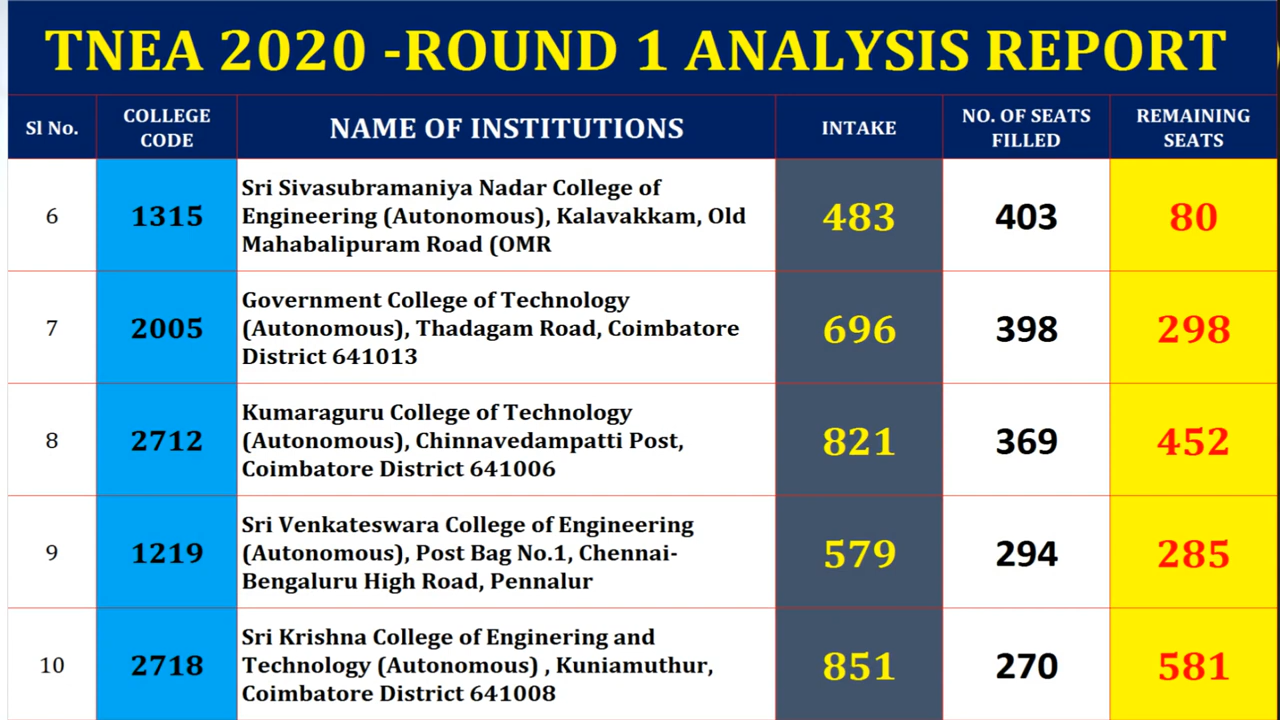 TNEA 2020 -ROUND 1 ANALYSIS REPORT
Sl No.
COLLEGE
CODE
NAME OF INSTITUTIONS
INTAKE
NO. OF SEATS
FILLED
REMAINING
SEATS
6
1315
Sri Sivasubramaniya Nadar College of
Engineering (Autonomous), Kalavakkam, Old
Mahabalipuram Road (OMR
483
403
80
7
2005
Government College of Technology
(Autonomous), Thadagam Road, Coimbatore
District 641013
696
398
298
8
2712
Kumaraguru College of Technology
(Autonomous), Chinnavedampatti Post,
Coimbatore District 641006
821
369
452
9
1219
Sri Venkateswara College of Engineering
(Autonomous), Post Bag No.1, Chennai-
Bengaluru High Road, Pennalur
579
294
285
10
2718
Sri Krishna College of Enginering and
Technology (Autonomous) , Kuniamuthur,
Coimbatore District 641008
851
270
581